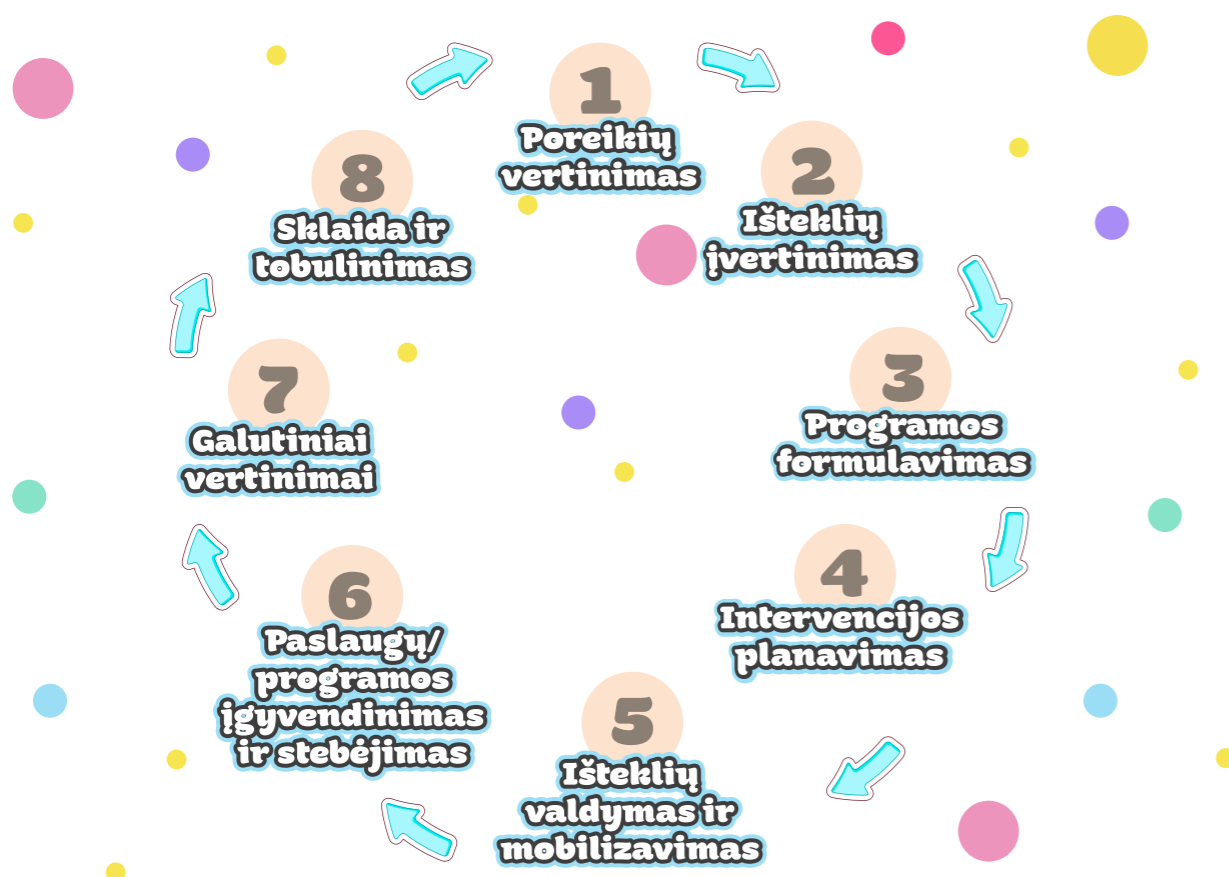 1
Poreikių
vertinimas
2
Išteklių
įvertinimas
3
Programos
formulavimas
4
Intervencijos
planavimas
5
Išteklių
valdymas ir
mobilizavimas
6
Paslaugų/
programos
įgyvendinimas
ir stebėjimas
7
Galutiniai
vertinimai
8
Sklaida ir
tobulinimas